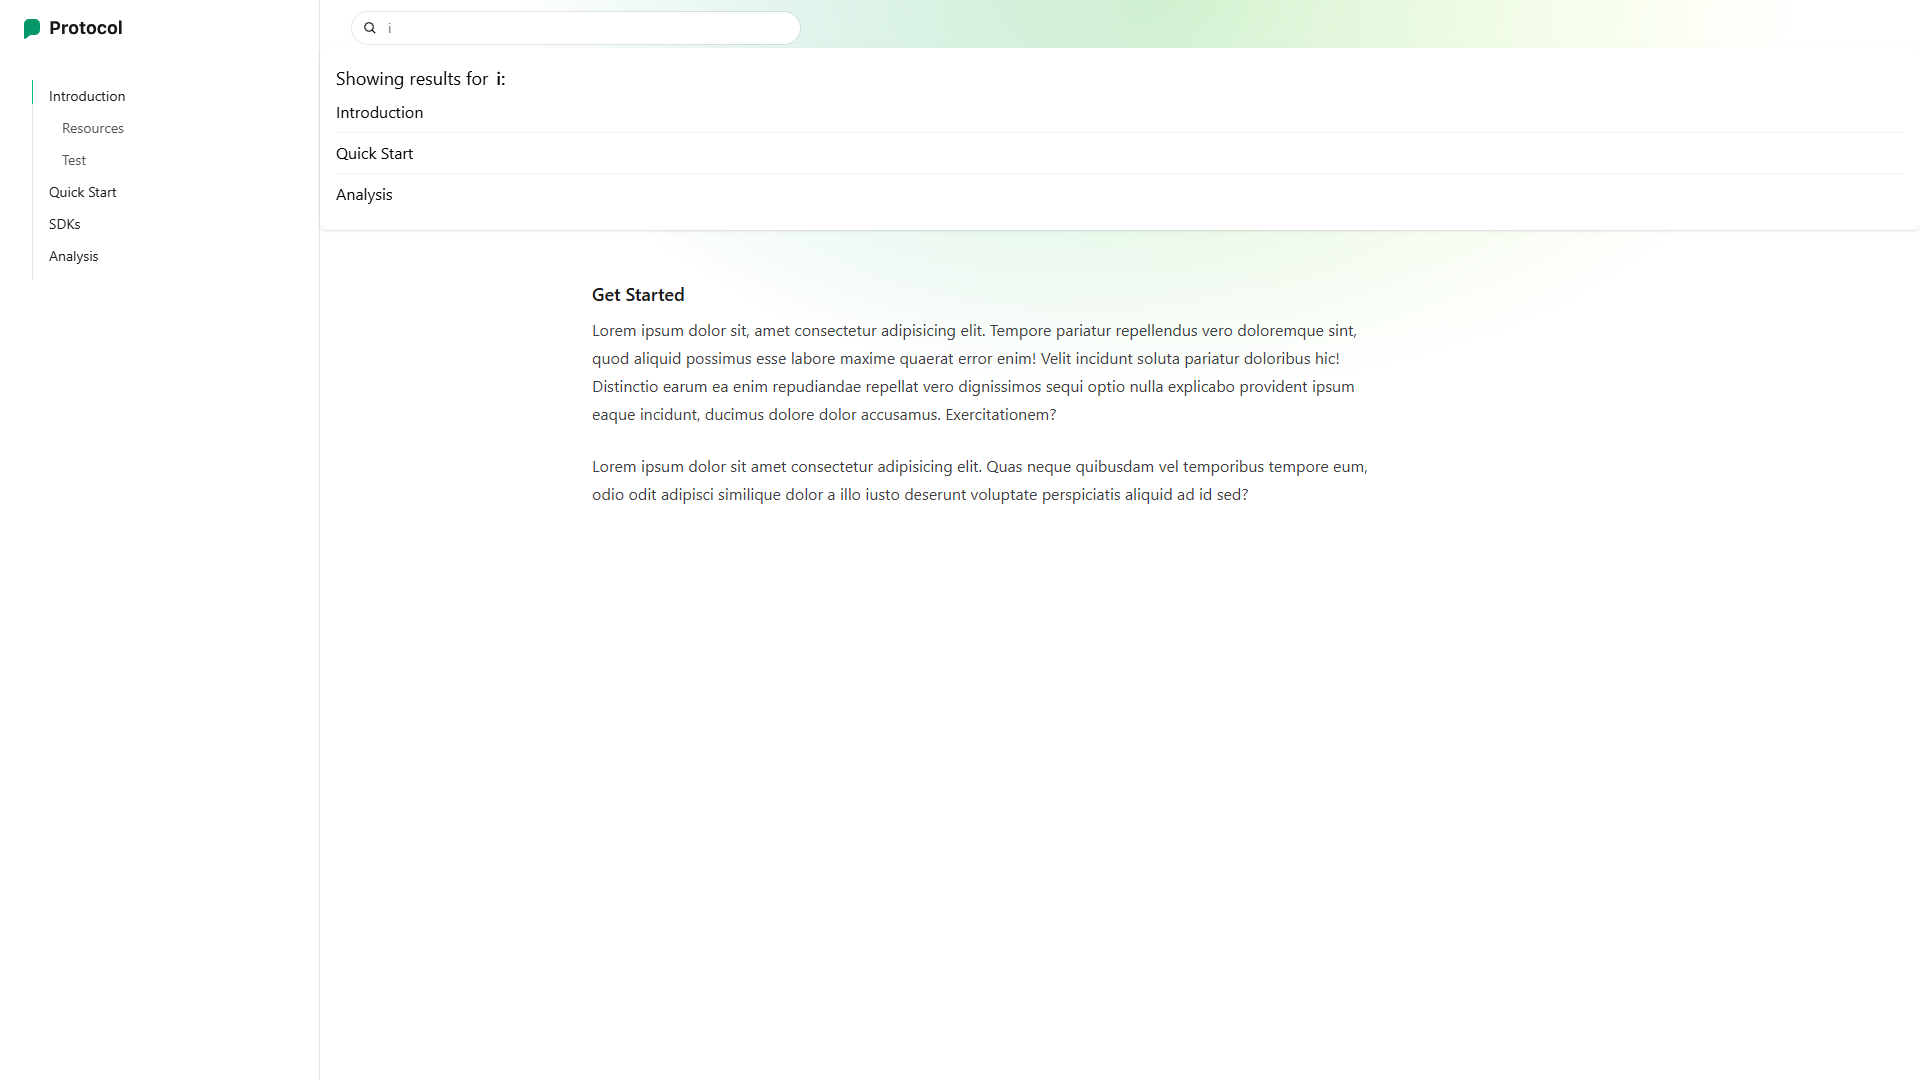 Protocol
i
Introduction
Resources
Test
Quick Start
SDKs
Analysis
Showing results for i:
Introduction
Quick Start
Analysis
Get Started
Lorem ipsum dolor sit, amet consectetur adipisicing elit. Tempore pariatur repellendus vero doloremque sint,
quod aliquid possimus esse labore maxime quaerat error enim! Velit incidunt soluta pariatur doloribus hic!
Distinctio earum ea enim repudiandae repellat vero dignissimos sequi optio nulla explicabo provident ipsum
eaque incidunt, ducimus dolore dolor accusamus. Exercitationem?
Lorem ipsum dolor sit amet consectetur adipisicing elit. Quas neque quibusdam vel temporibus tempore eum,
odio odit adipisci similique dolor a illo iusto deserunt voluptate perspiciatis aliquid ad id sed?